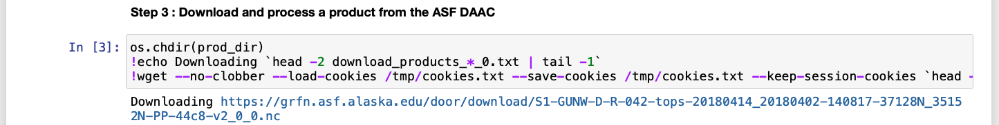 Step 3 : Download and process a product from the ASF DAAC
In [3]: os.chdir(prod_dir)
!echo Downloading `head -2 download_products_*_0.txt | tail -1`
!wget --no-clobber --load-cookies /tmp/cookies.txt --save-cookies /tmp/cookies.txt --keep-session-cookies `head -
Downloading https://grfn.asf.alaska.edu/door/download/S1-GUNW-D-R-042-tops-20180414_20180402-140817-37128N_3515
2N-PP-44c8-v2_0_0.nc